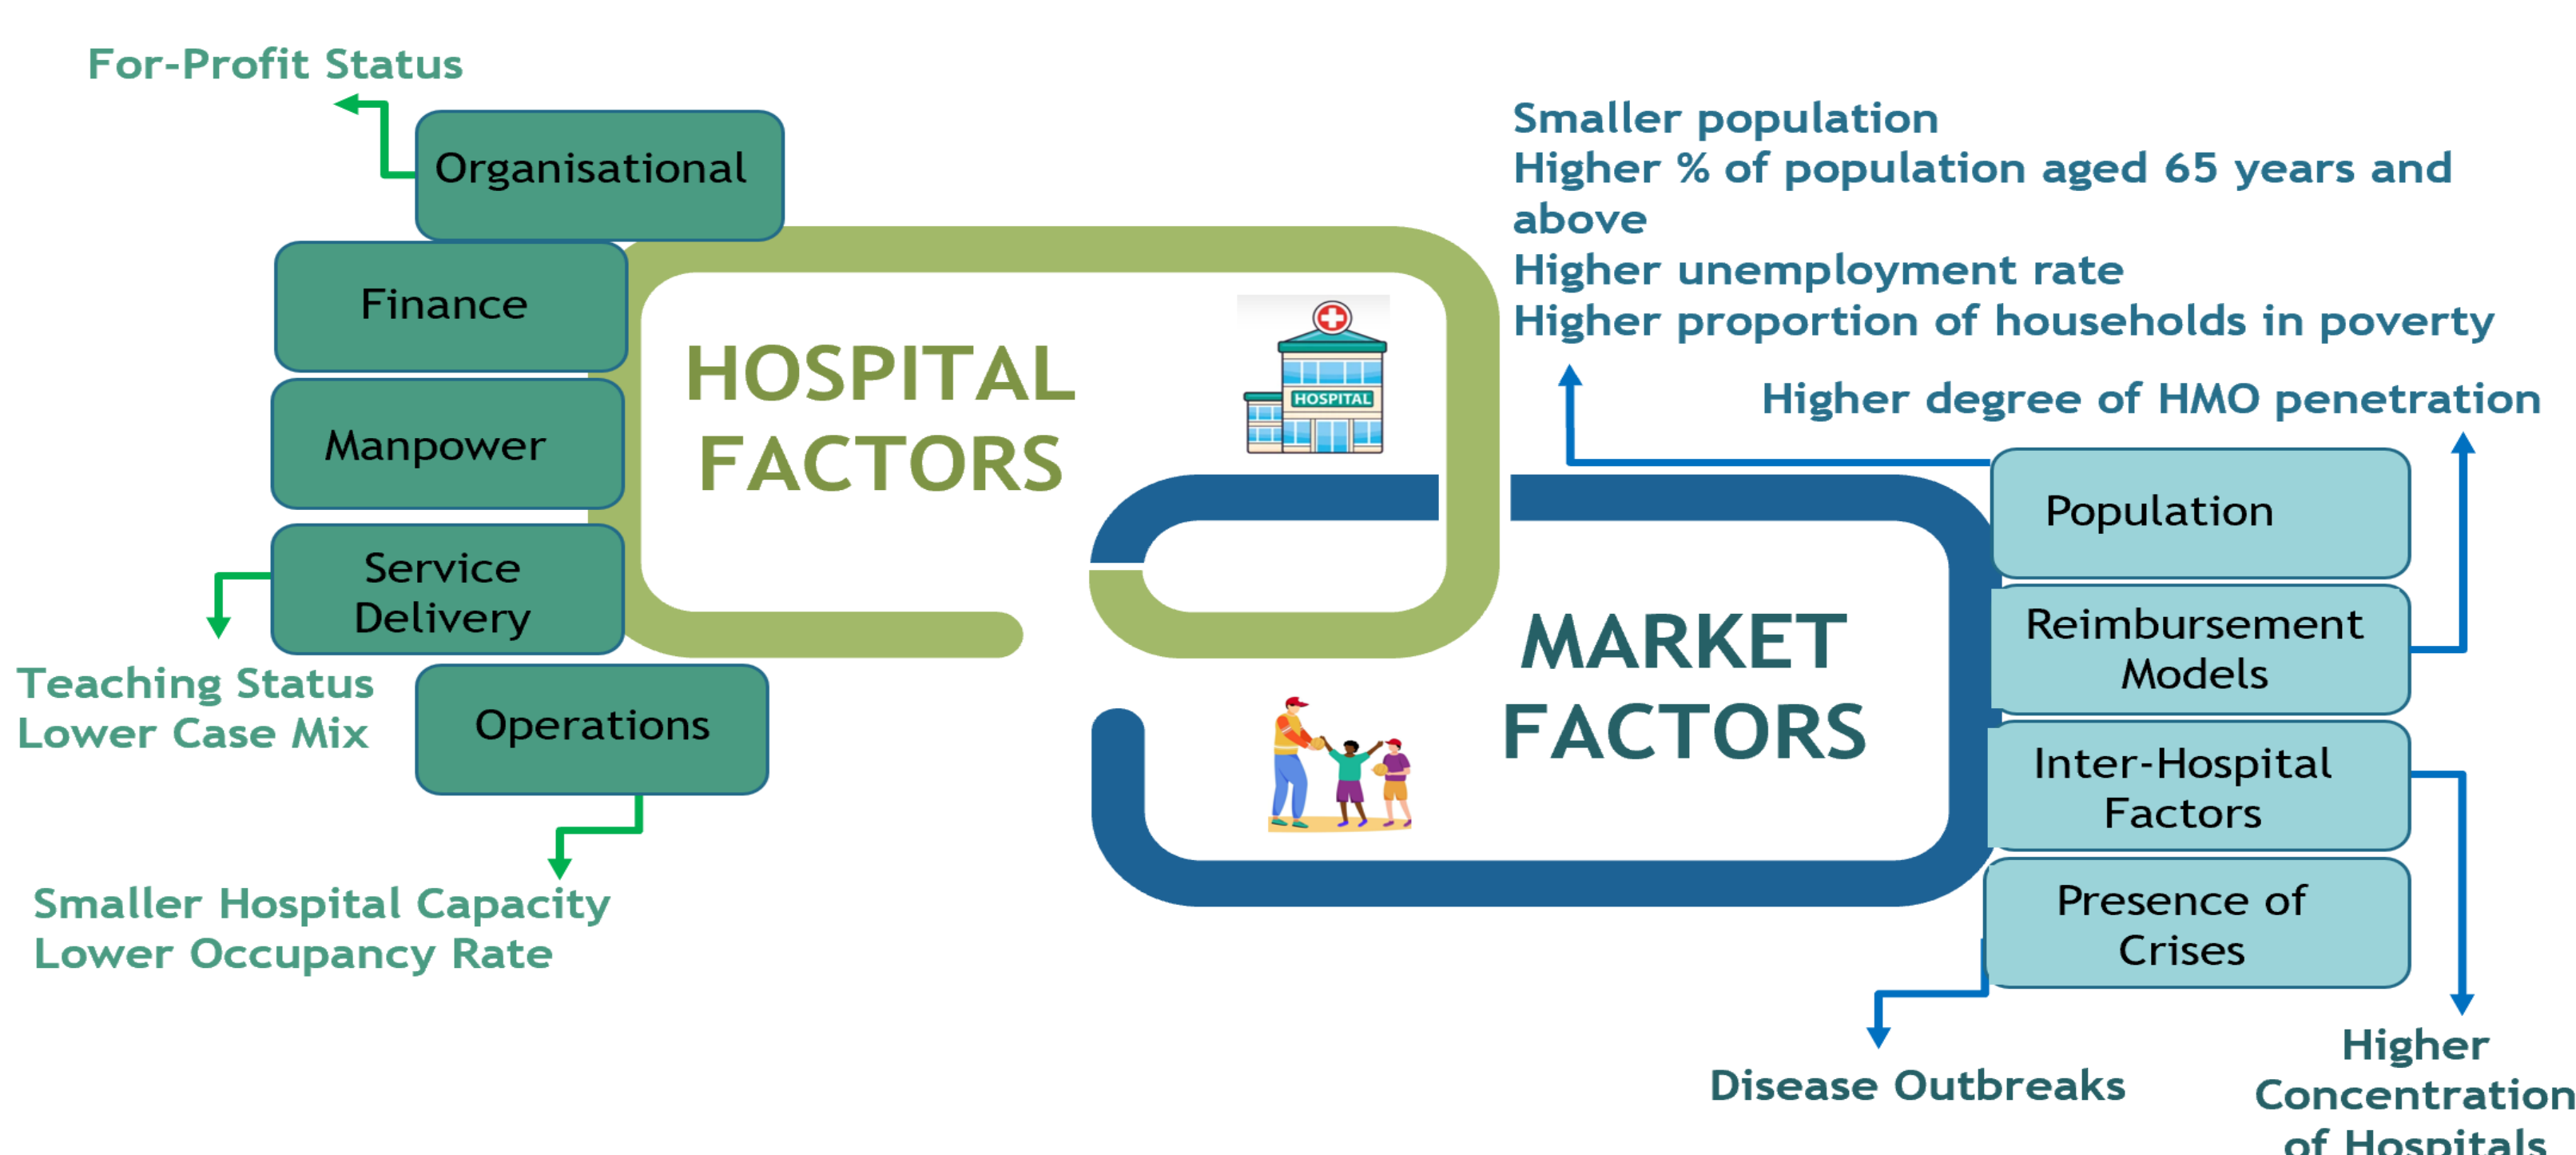 For-Profit Status
Organisational
Finance
Manpower
Service
Delivery
Teaching Status
Lower Case Mix
Operations
Smaller Hospital Capacity
Lower Occupancy Rate
HOSPITAL
FACTORS
HOSPITAL
Smaller population
Higher % of population aged 65 years and
above
Higher unemployment rate
Higher proportion of households in poverty
Higher degree of HMO penetration
MARKET
FACTORS
Population
Reimbursement
Models
Inter-Hospital
Factors
Presence of
Crises
Disease Outbreaks
Higher
Concentration
of Hospitals